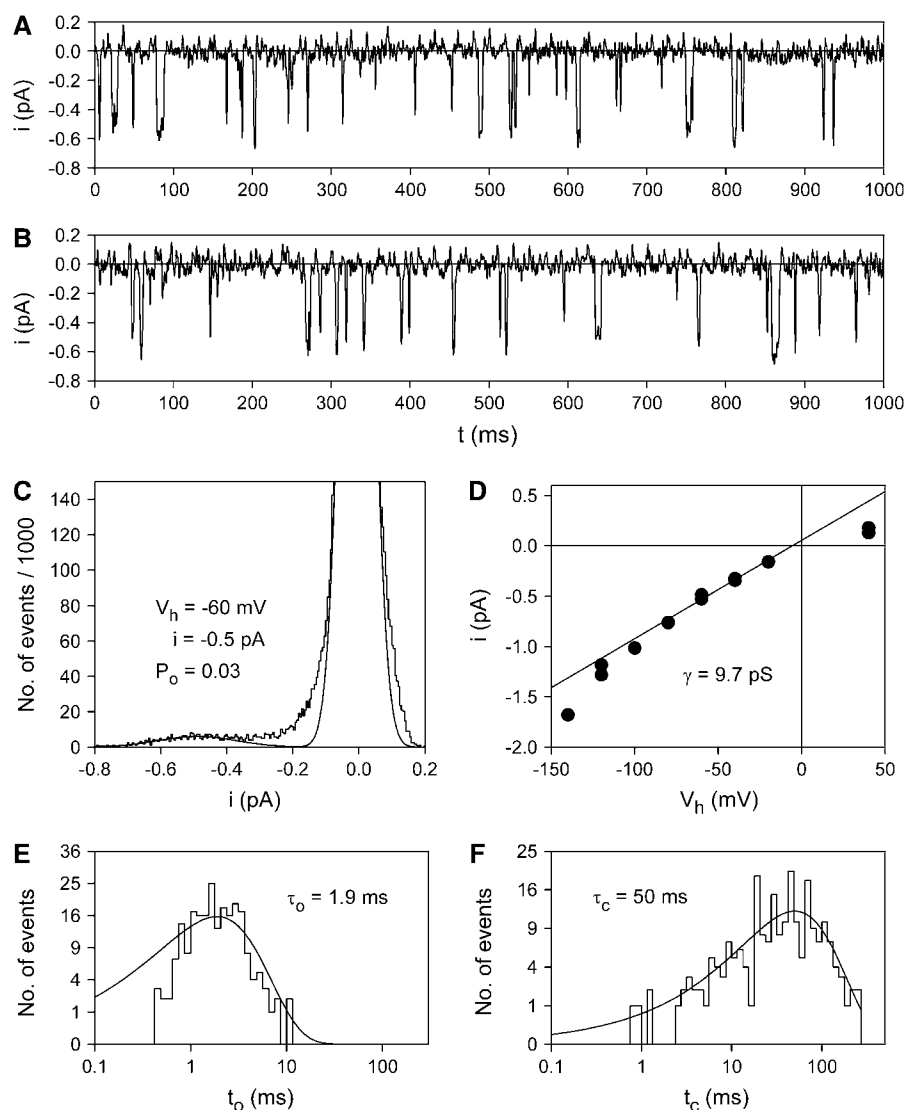 A
i (pA)
0.2
0.0
-0.2
-0.4
-0.6
-0.8
0 100 200 300 400 500 600 700 800 900 1000
B
i (pA)
0.2
0.0
-0.2
-0.4
-0.6
-0.8
0 100 200 300 400 500 600 700 800 900 1000
t (ms)
C
No. of events / 1000
140
120
100
80
60
40
20
0
V_h = -60 mV
i = -0.5 pA
P_o = 0.03
-0.8 -0.6 -0.4 -0.2 0.0 0.2
i (pA)
D
i (pA)
0.5
0.0
-0.5
-1.0
-1.5
-2.0
γ = 9.7 pS
-150 -100 -50 0 50
V_h (mV)
E
No. of events
36
25
16
9
4
1
0
τ_o = 1.9 ms
0.1 1 10 100
t_o (ms)
F
No. of events
25
16
9
4
1
0
τ_c = 50 ms
0.1 1 10 100
t_c (ms)